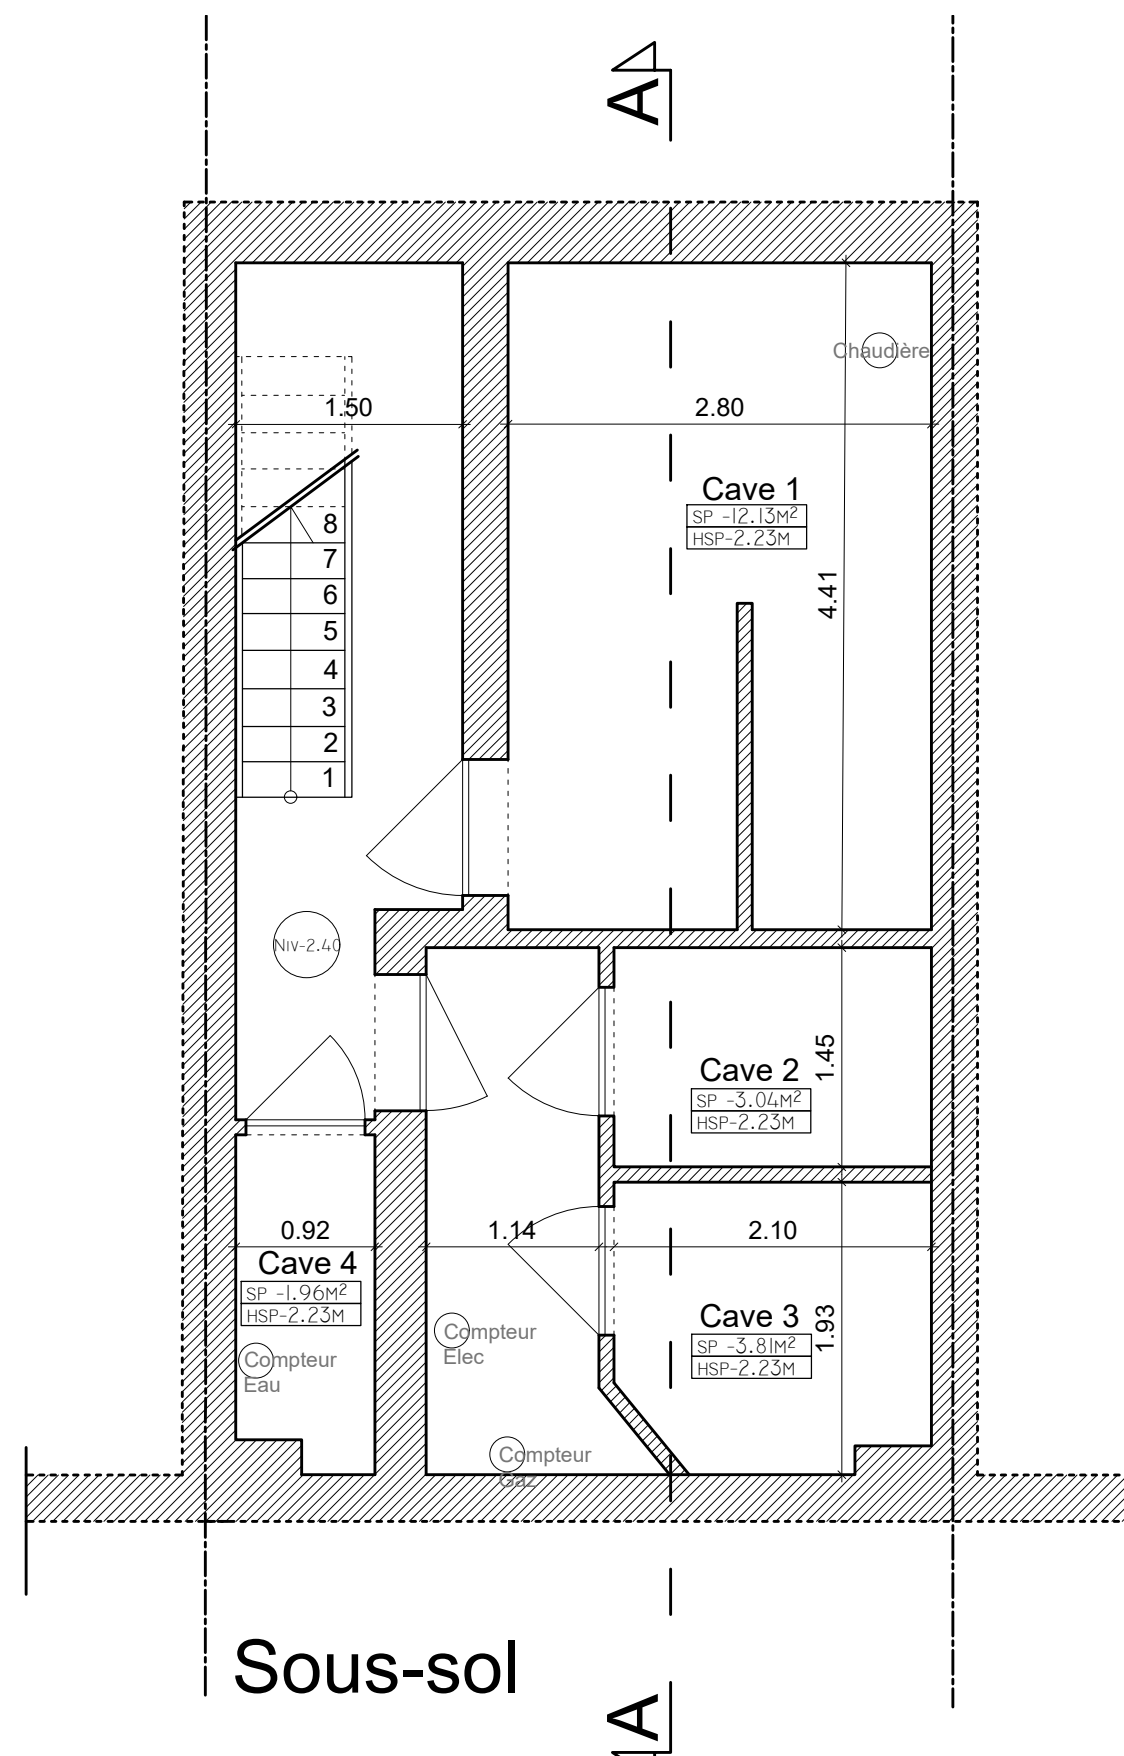 A
Chaudière
1.50
2.80
Cave 1
SP -12.13M²
HSP-2.23M
8
7
6
5
4
3
2
1
4.41
Niv-2.40
Cave 2
SP -3.04M²
HSP-2.23M
1.45
0.92
1.14
2.10
Cave 4
SP -1.96M²
HSP-2.23M
Cave 3
SP -3.81M²
HSP-2.23M
1.93
Compteur
Elec
Compteur
Eau
Compteur
Gaz
Sous-sol
A